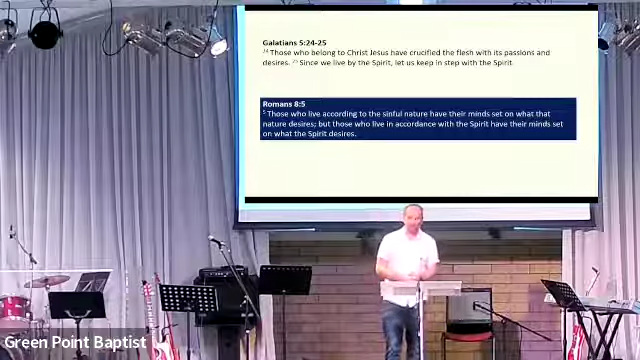 Galatians 5:24-25
24 Those who belong to Christ Jesus have crucified the flesh with its passions and
desires. 25 Since we live by the Spirit, let us keep in step with the Spirit.
Romans 8:5
5 Those who live according to the sinful nature have their minds set on what that
nature desires; but those who live in accordance with the Spirit have their minds set
on what the Spirit desires.
Green Point Baptist